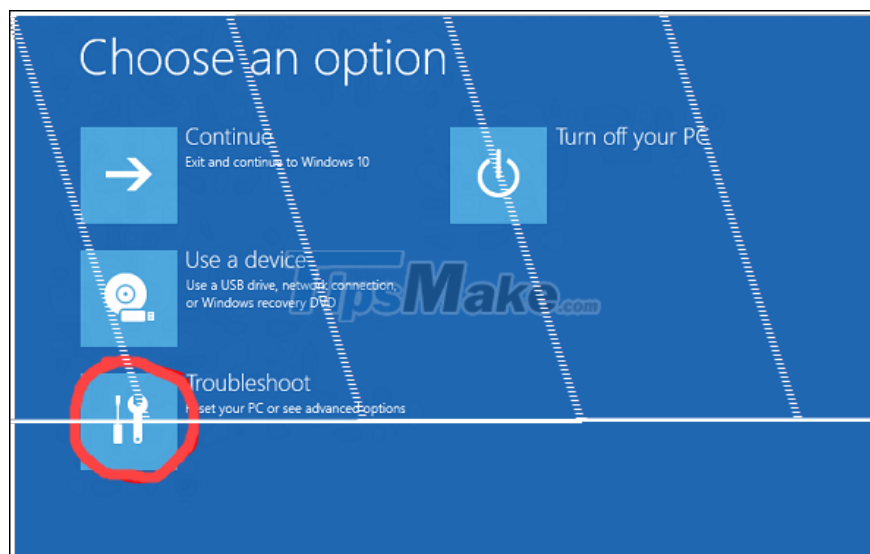 Choose an option
Continue
Exit and continue to Windows 10
Turn off your PC
Use a device
Use a USB drive, network connection,
or Windows recovery DVD
TipsMake.com
Troubleshoot
Reset your PC or see advanced options